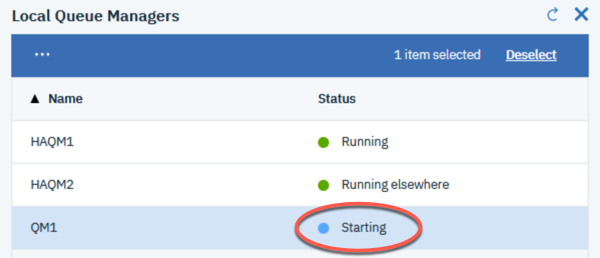 Local Queue Managers
... 1 item selected Deselect
▲ Name Status
HAQM1 Running
HAQM2 Running elsewhere
QM1 Starting